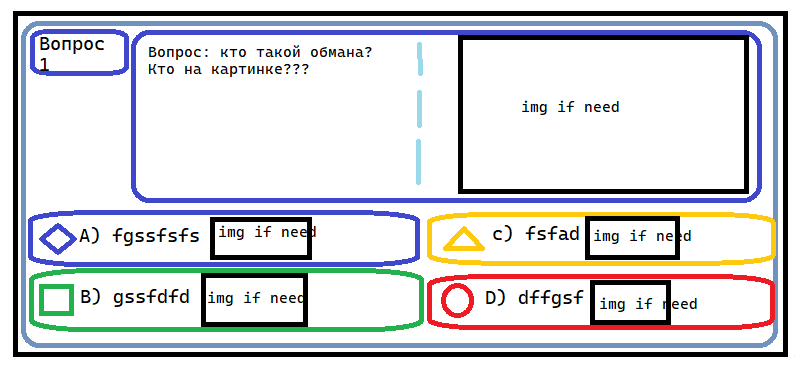 Вопрос
1
Вопрос: кто такой обмана?
Кто на картинке???
img if need
A) fgssfsfs img if need
c) fsfad img if need
B) gssfdfd img if need
D) dffgsf img if need